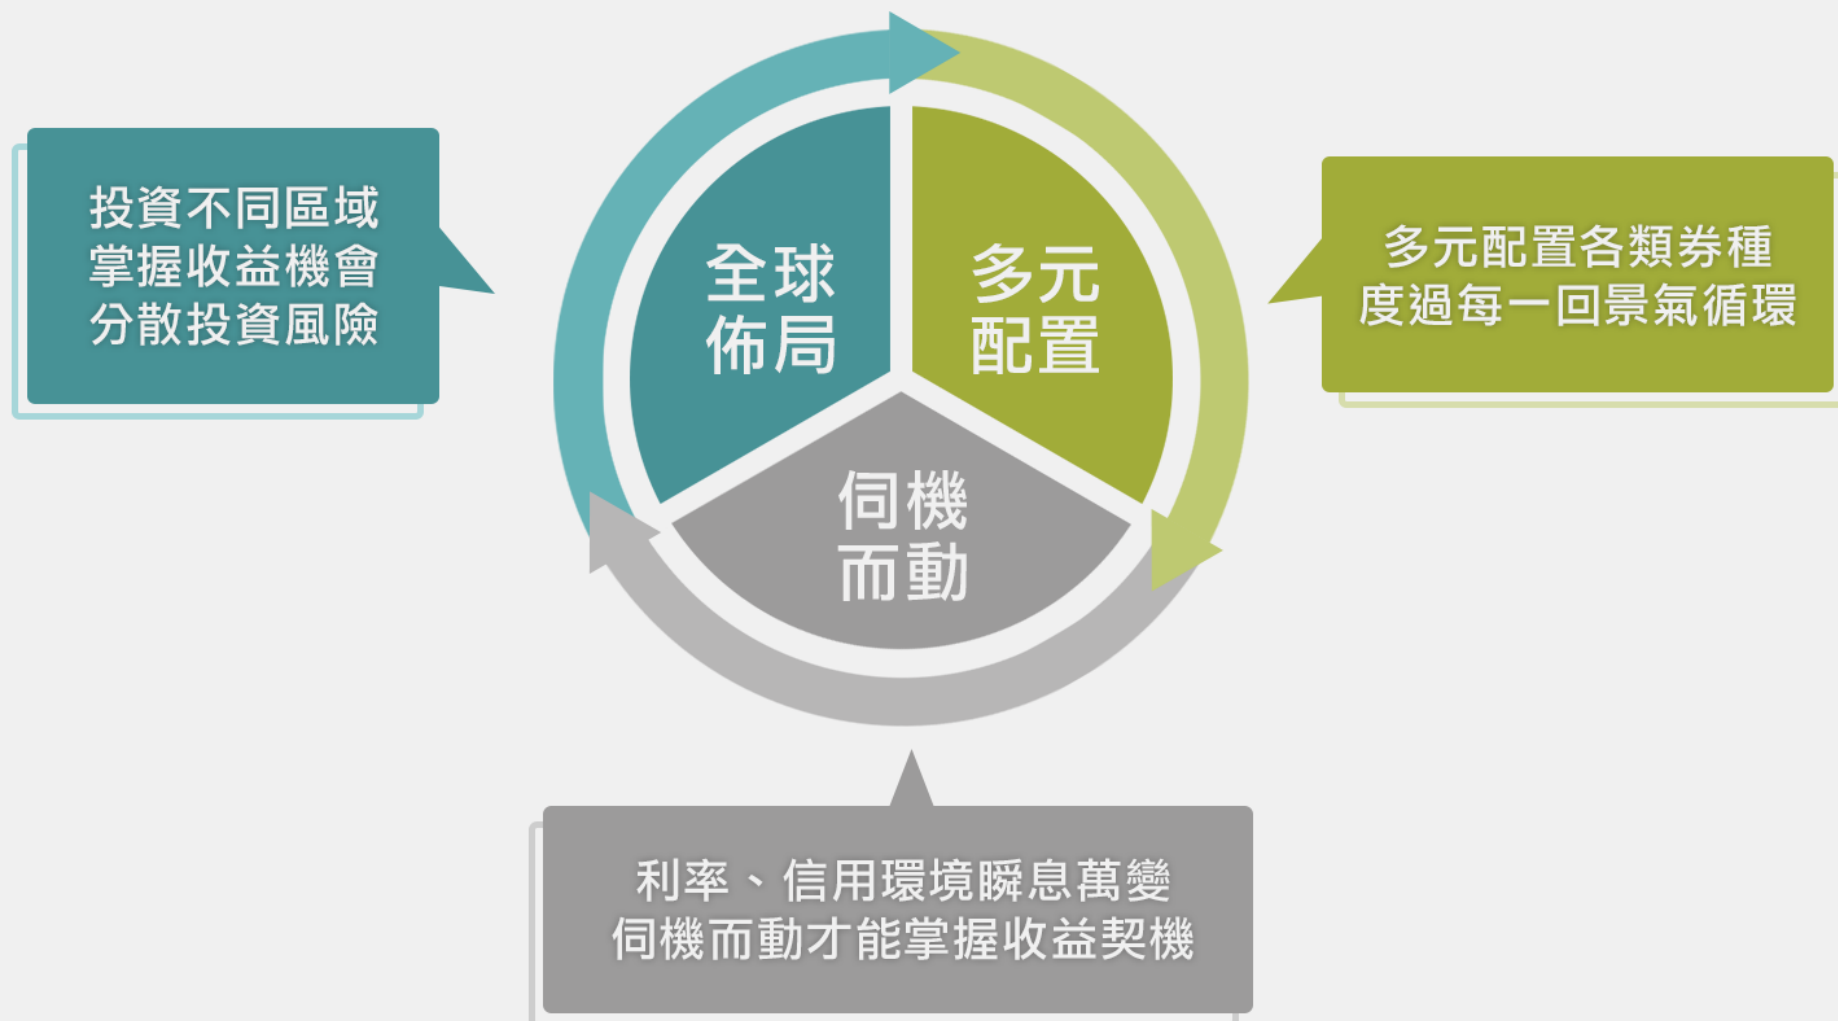 投資不同區域
掌握收益機會
分散投資風險
全球
佈局
多元
配置
多元配置各類券種
度過每一回景氣循環
伺機
而動
利率、信用環境瞬息萬變
伺機而動才能掌握收益契機